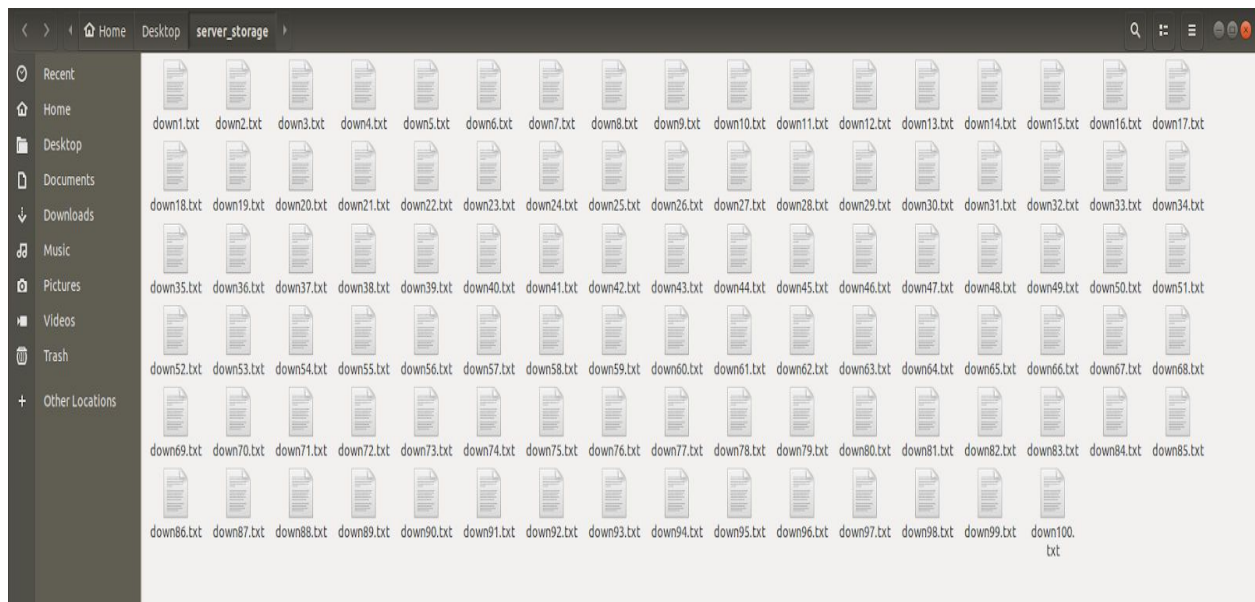 Home Desktop server_storage
Recent
Home
Desktop
Documents
Downloads
Music
Pictures
Videos
Trash
Other Locations
down1.txt down2.txt down3.txt down4.txt down5.txt down6.txt down7.txt down8.txt down9.txt down10.txt down11.txt down12.txt down13.txt down14.txt down15.txt down16.txt down17.txt
down18.txt down19.txt down20.txt down21.txt down22.txt down23.txt down24.txt down25.txt down26.txt down27.txt down28.txt down29.txt down30.txt down31.txt down32.txt down33.txt down34.txt
down35.txt down36.txt down37.txt down38.txt down39.txt down40.txt down41.txt down42.txt down43.txt down44.txt down45.txt down46.txt down47.txt down48.txt down49.txt down50.txt down51.txt
down52.txt down53.txt down54.txt down55.txt down56.txt down57.txt down58.txt down59.txt down60.txt down61.txt down62.txt down63.txt down64.txt down65.txt down66.txt down67.txt down68.txt
down69.txt down70.txt down71.txt down72.txt down73.txt down74.txt down75.txt down76.txt down77.txt down78.txt down79.txt down80.txt down81.txt down82.txt down83.txt down84.txt down85.txt
down86.txt down87.txt down88.txt down89.txt down90.txt down91.txt down92.txt down93.txt down94.txt down95.txt down96.txt down97.txt down98.txt down99.txt down100.
txt